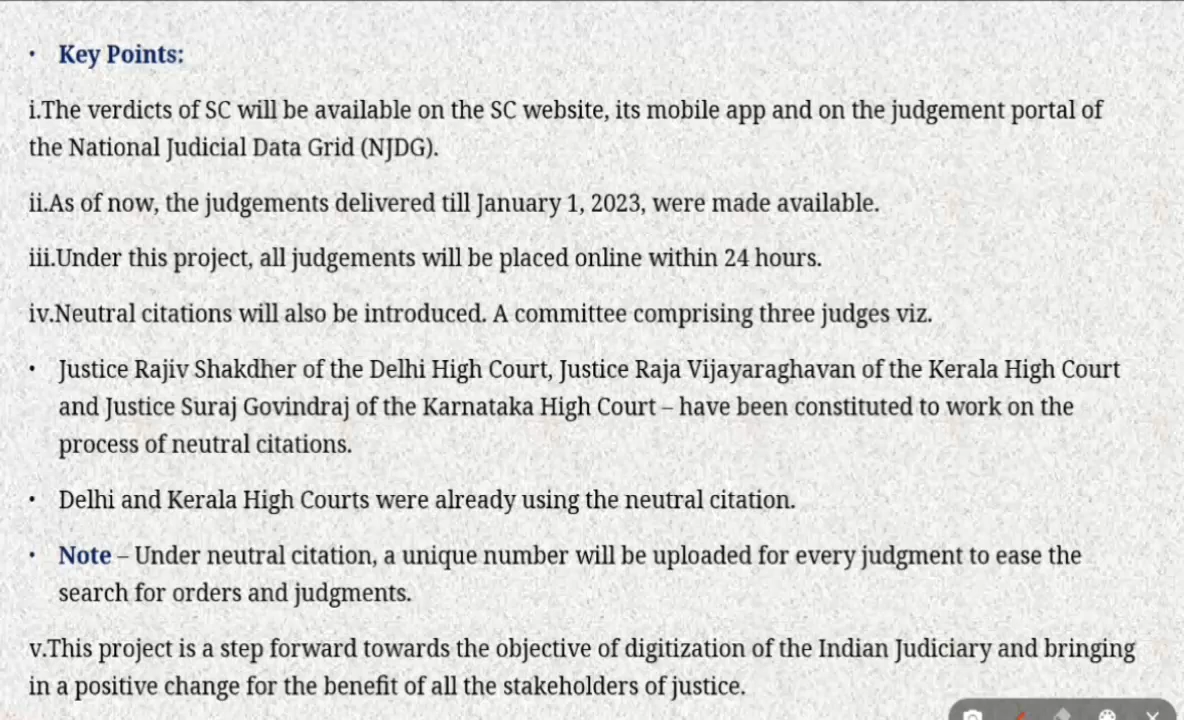 • Key Points:
i.The verdicts of SC will be available on the SC website, its mobile app and on the judgement portal of
the National Judicial Data Grid (NJDG).
ii.As of now, the judgements delivered till January 1, 2023, were made available.
iii.Under this project, all judgements will be placed online within 24 hours.
iv.Neutral citations will also be introduced. A committee comprising three judges viz.
• Justice Rajiv Shakdher of the Delhi High Court, Justice Raja Vijayaraghavan of the Kerala High Court
and Justice Suraj Govindraj of the Karnataka High Court – have been constituted to work on the
process of neutral citations.
• Delhi and Kerala High Courts were already using the neutral citation.
• Note – Under neutral citation, a unique number will be uploaded for every judgment to ease the
search for orders and judgments.
v.This project is a step forward towards the objective of digitization of the Indian Judiciary and bringing
in a positive change for the benefit of all the stakeholders of justice.